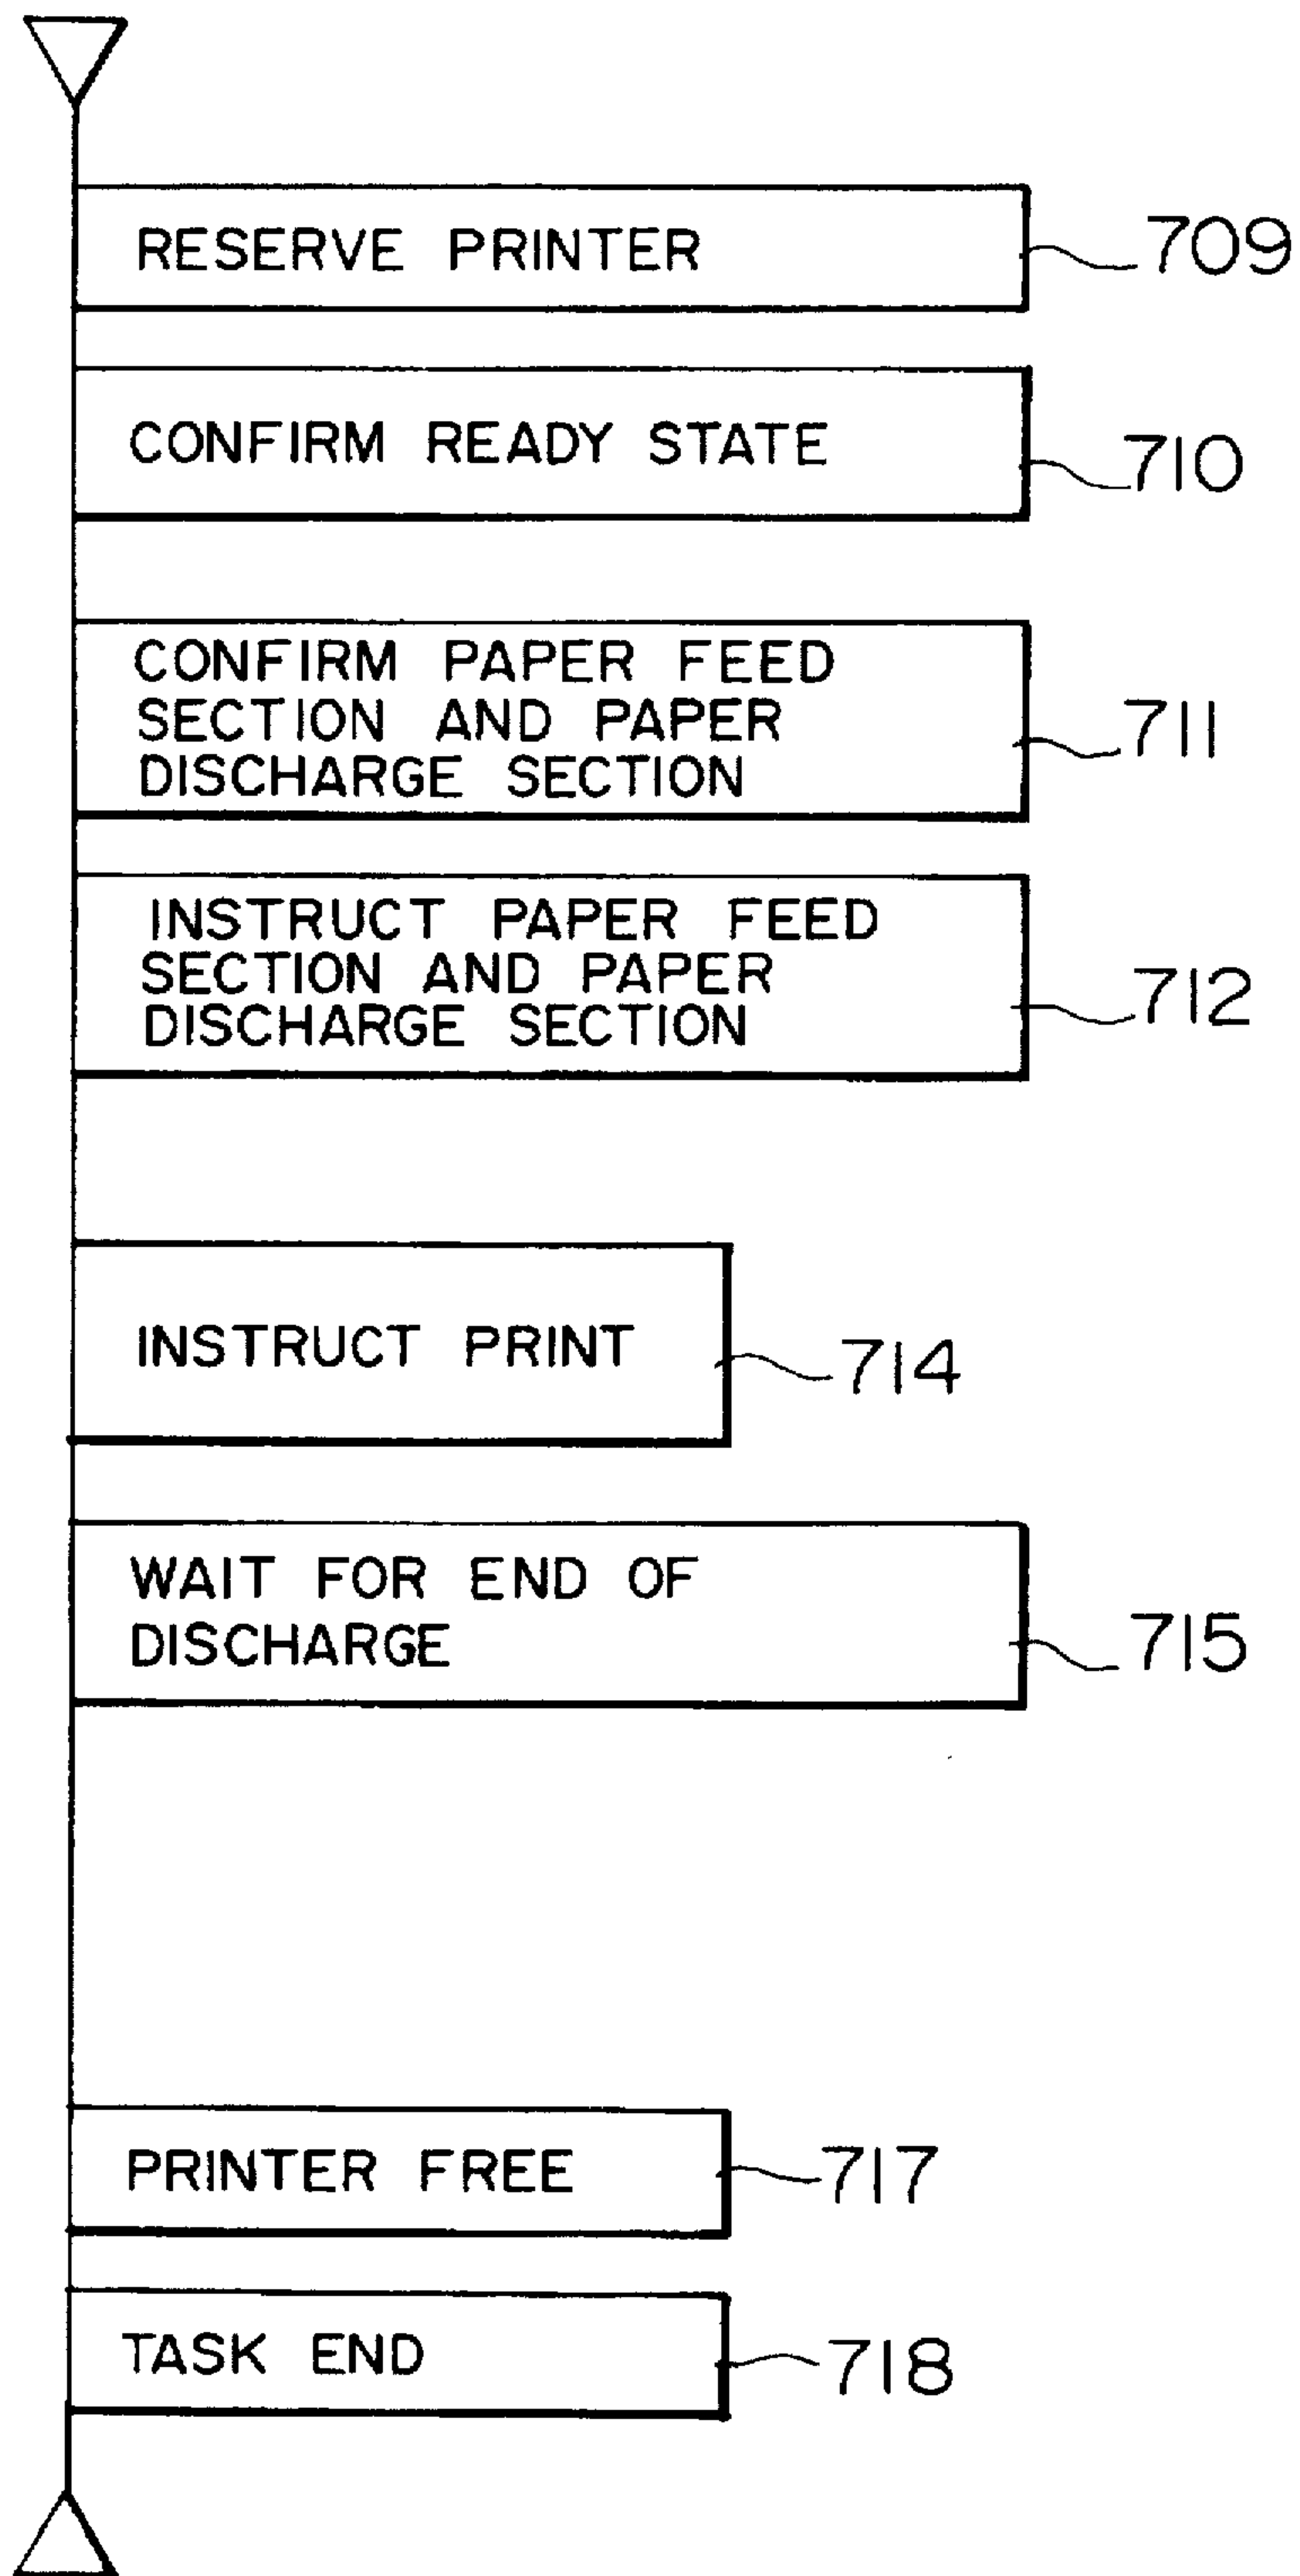 RESERVE PRINTER
709
CONFIRM READY STATE
710
CONFIRM PAPER FEED
SECTION AND PAPER
DISCHARGE SECTION
711
INSTRUCT PAPER FEED
SECTION AND PAPER
DISCHARGE SECTION
712
INSTRUCT PRINT
714
WAIT FOR END OF
DISCHARGE
715
PRINTER FREE
717
TASK END
718